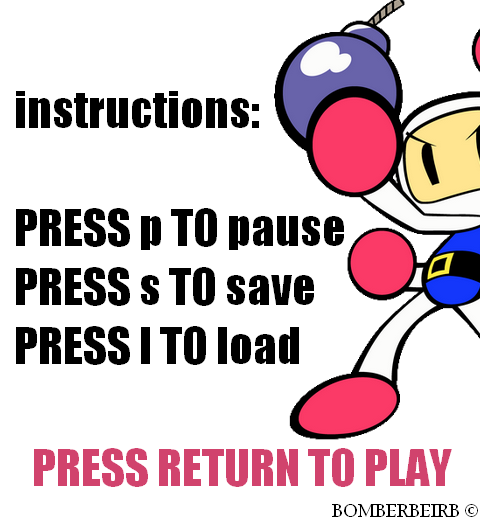 instructions:
PRESS p TO pause
PRESS s TO save
PRESS l TO load
PRESS RETURN TO PLAY
BOMBERBEIRB ©